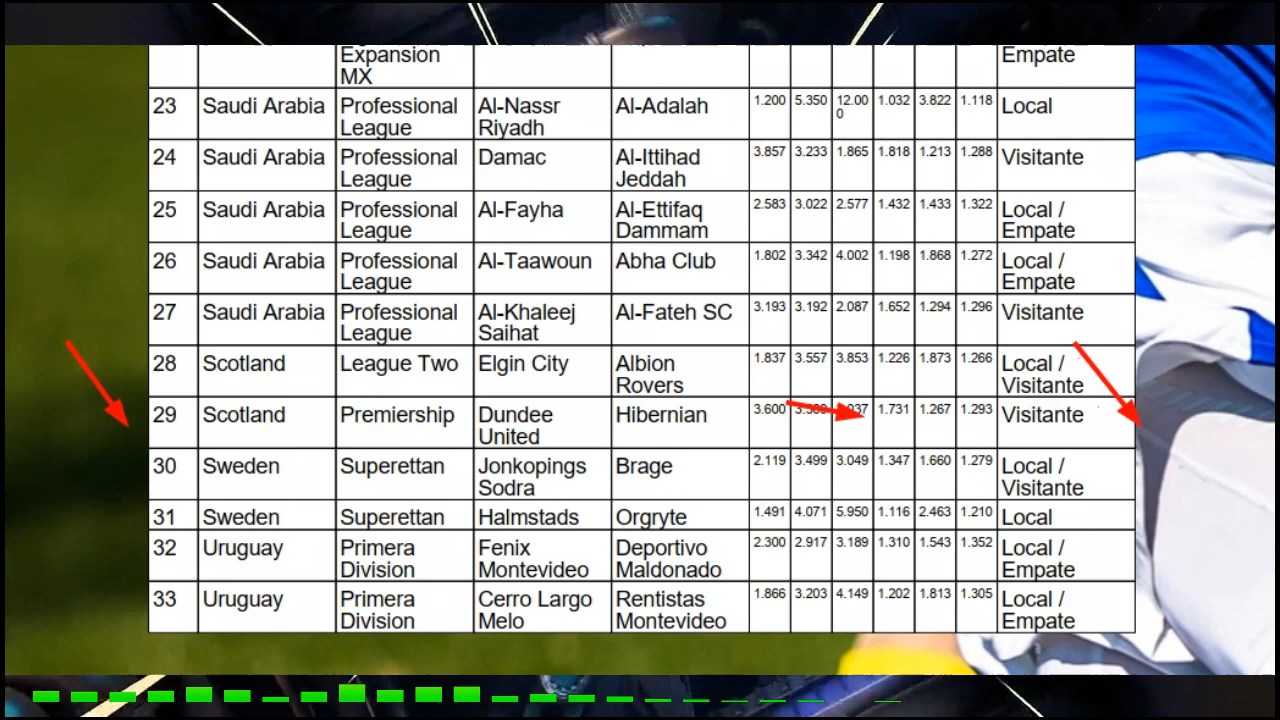 Expansion
MX
Empate
23 Saudi Arabia Professional League Al-Nassr Riyadh Al-Adalah 1.200 5.350 12.000 1.032 3.822 1.118 Local
24 Saudi Arabia Professional League Damac Al-Ittihad Jeddah 3.857 3.233 1.865 1.818 1.213 1.288 Visitante
25 Saudi Arabia Professional League Al-Fayha Al-Ettifaq Dammam 2.583 3.022 2.577 1.432 1.433 1.322 Local / Empate
26 Saudi Arabia Professional League Al-Taawoun Abha Club 1.802 3.342 4.002 1.198 1.868 1.272 Local / Empate
27 Saudi Arabia Professional League Al-Khaleej Saihat Al-Fateh SC 3.193 3.192 2.087 1.652 1.294 1.296 Visitante
28 Scotland League Two Elgin City Albion Rovers 1.837 3.557 3.853 1.226 1.873 1.266 Local / Visitante
29 Scotland Premiership Dundee United Hibernian 3.600 1.731 1.267 1.293 Visitante
30 Sweden Superettan Jonkopings Sodra Brage 2.119 3.499 3.049 1.347 1.660 1.279 Local / Visitante
31 Sweden Superettan Halmstads Orgryte 1.491 4.071 5.950 1.116 2.463 1.210 Local
32 Uruguay Primera Division Fenix Montevideo Deportivo Maldonado 2.300 2.917 3.189 1.310 1.543 1.352 Local / Empate
33 Uruguay Primera Division Cerro Largo Melo Rentistas Montevideo 1.866 3.203 4.149 1.202 1.813 1.305 Local / Empate